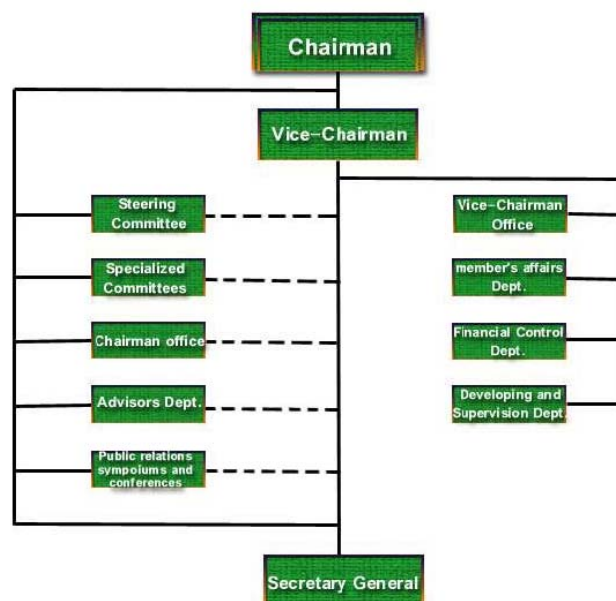 Chairman
Vice-Chairman
Steering
Committee
Specialized
Committees
Chairman office
Advisors Dept.
Public relations
sympoiums and
conferences
Vice-Chairman
Office
member's affairs
Dept.
Financial Control
Dept.
Developing and
Supervision Dept.
Secretary General